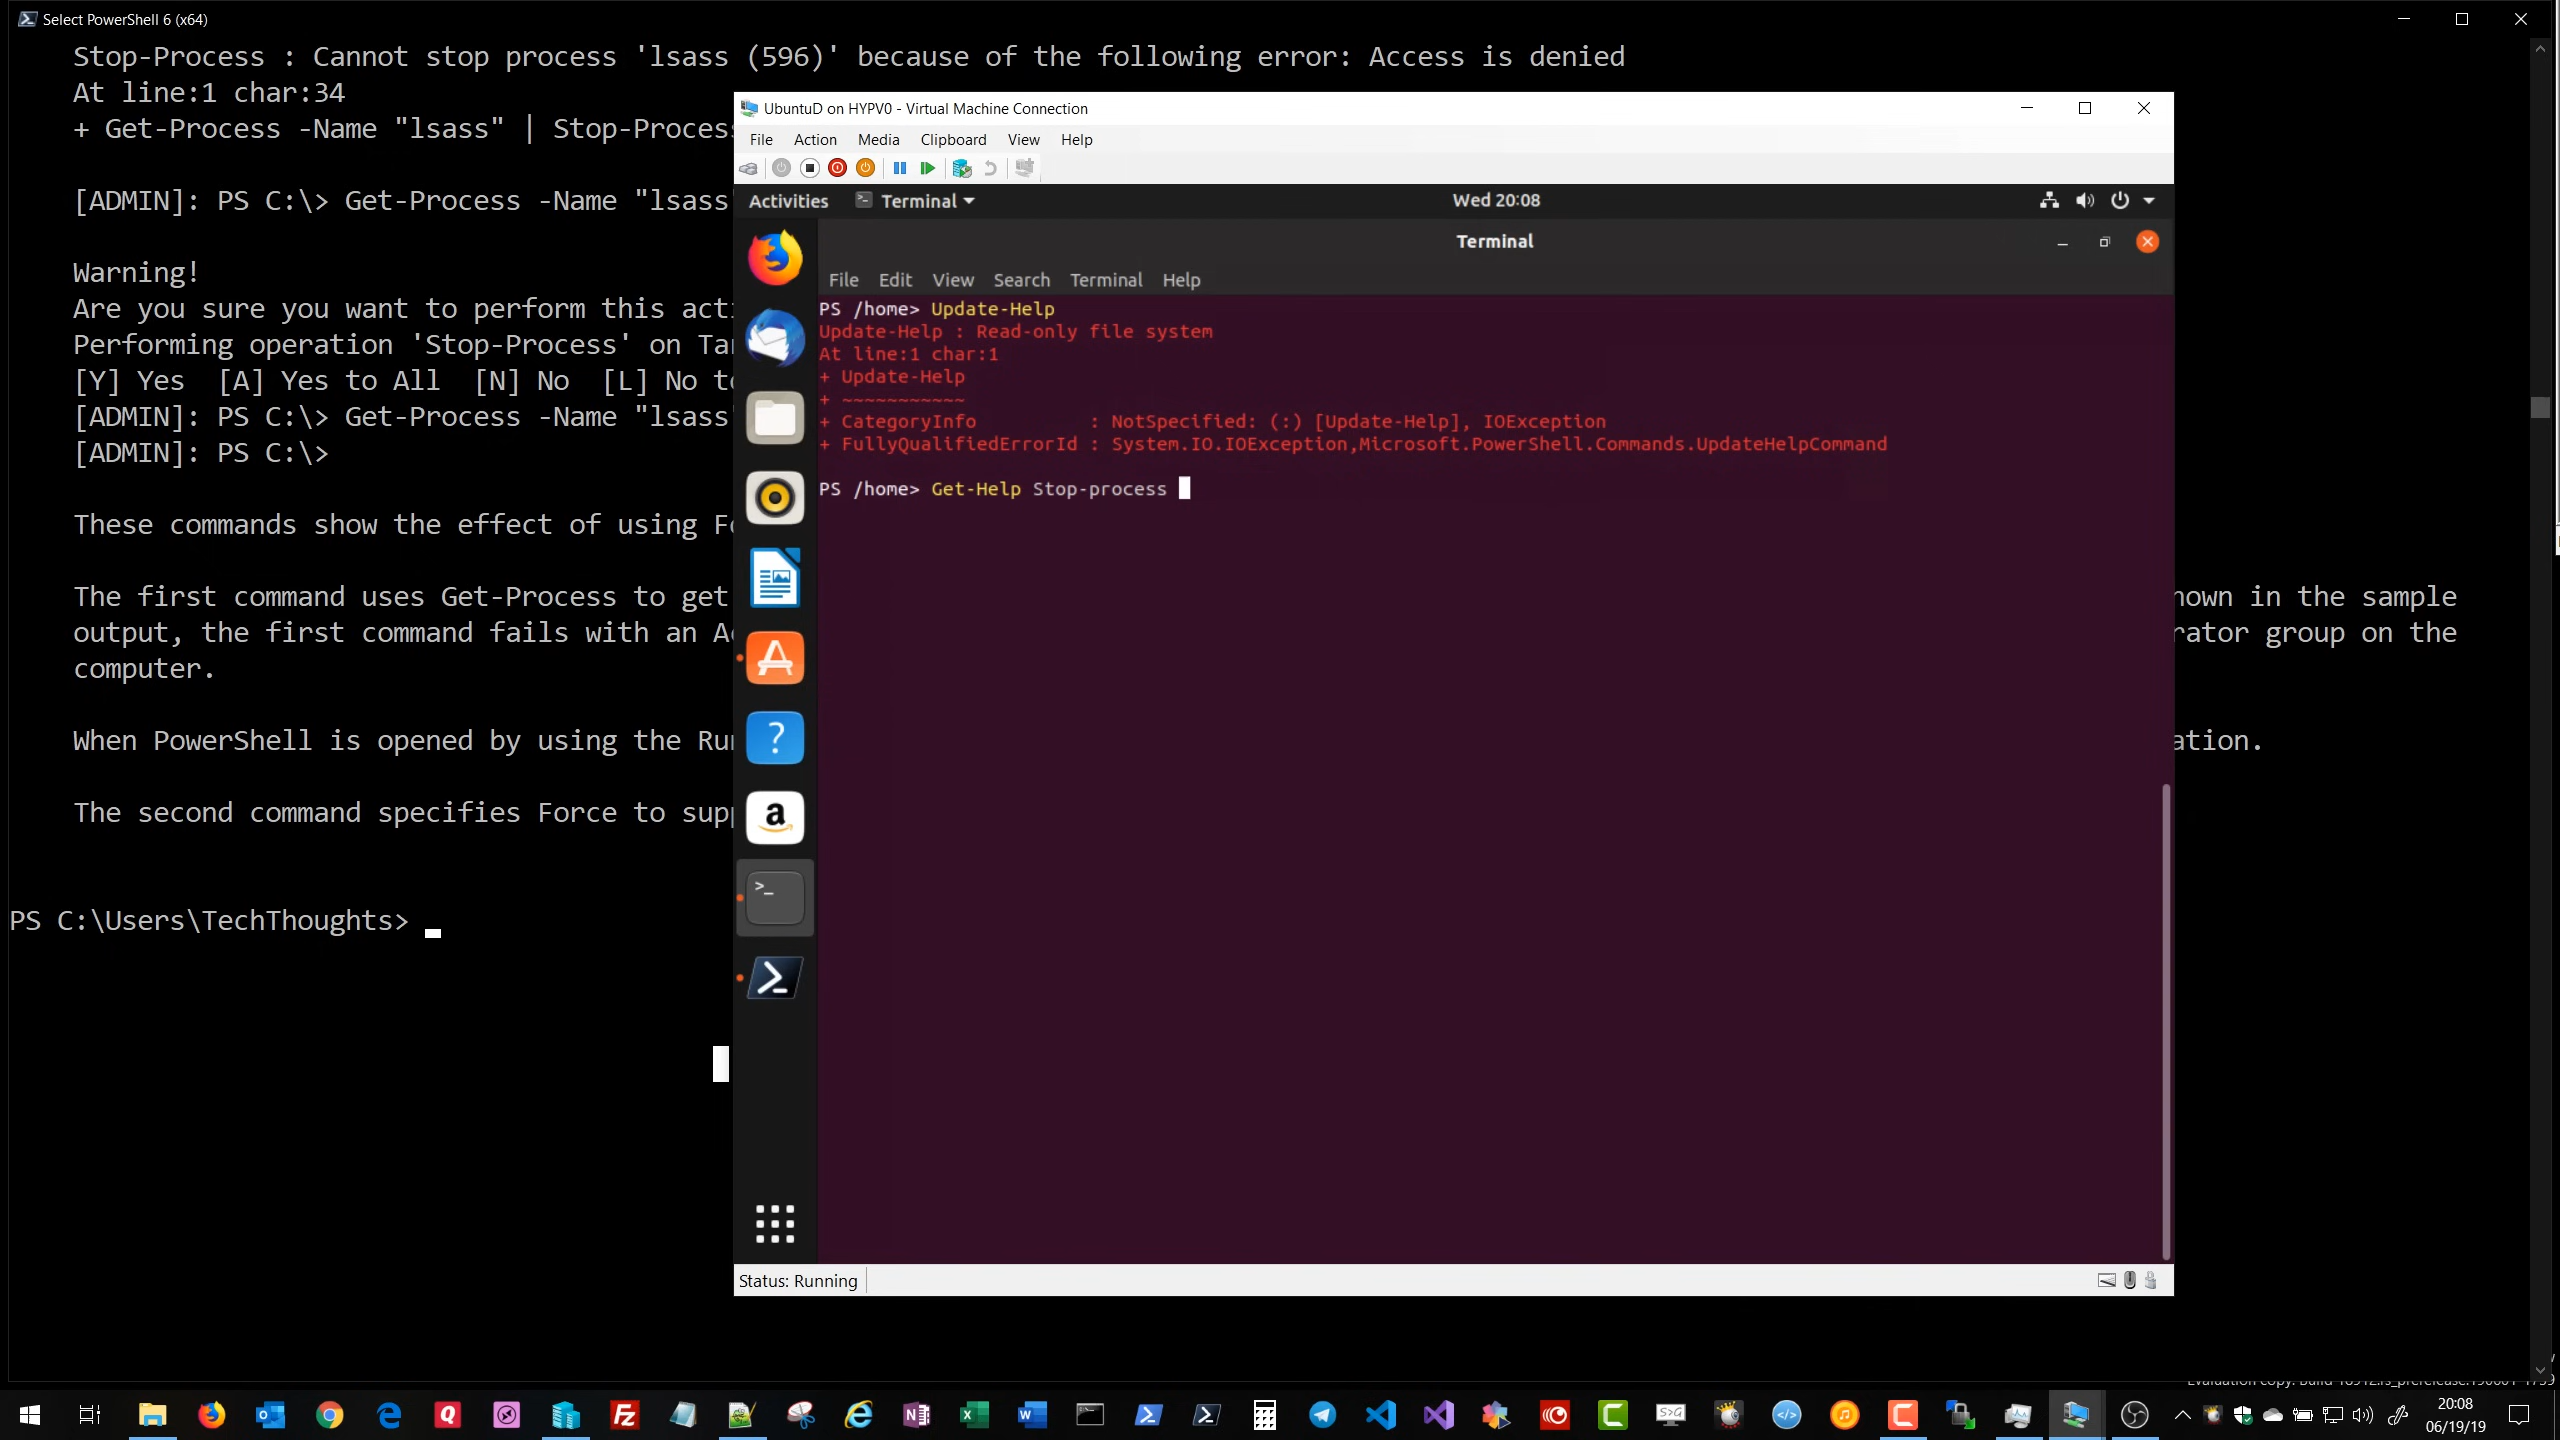 Select PowerShell 6 (x64)
Stop-Process : Cannot stop process 'lsass (596)' because of the following error: Access is denied
At line:1 char:34
+ Get-Process -Name "lsass" | Stop-Process
[ADMIN]: PS C:\> Get-Process -Name "lsass"
Warning!
Are you sure you want to perform this acti
Performing operation 'Stop-Process' on Tar
[Y] Yes  [A] Yes to All  [N] No  [L] No to
[ADMIN]: PS C:\> Get-Process -Name "lsass"
[ADMIN]: PS C:\>
These commands show the effect of using Fo
The first command uses Get-Process to get
hown in the sample
output, the first command fails with an Ac
rator group on the
computer.
When PowerShell is opened by using the Run
ation.
The second command specifies Force to supp
PS C:\Users\TechThoughts>
UbuntuD on HYPV0 - Virtual Machine Connection
File Action Media Clipboard View Help
Activities Terminal Wed 20:08
Terminal
File Edit View Search Terminal Help
PS /home> Update-Help
Update-Help : Read-only file system
At line:1 char:1
+ Update-Help
+ ~~~~~~~~~~~
+ CategoryInfo          : NotSpecified: (:) [Update-Help], IOException
+ FullyQualifiedErrorId : System.IO.IOException,Microsoft.PowerShell.Commands.UpdateHelpCommand
PS /home> Get-Help Stop-process
Status: Running
20:08
06/19/19